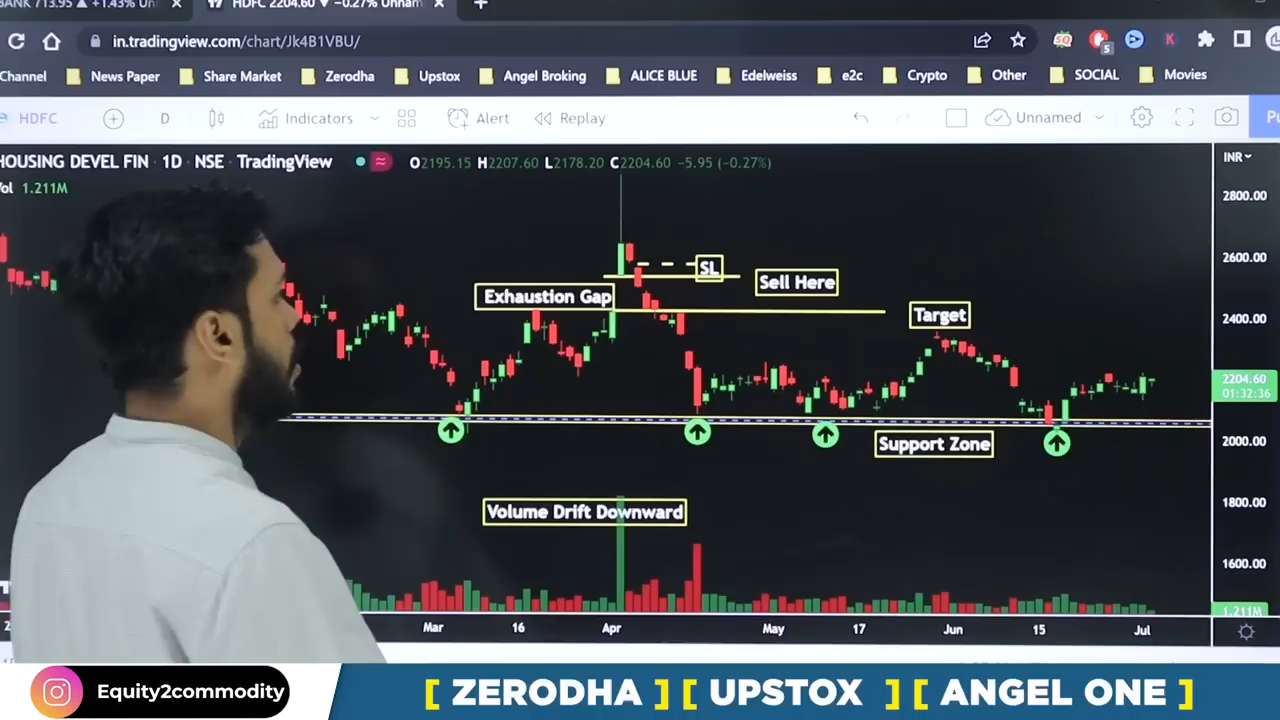 BANK 713.95 ▲ +1.43% Un
HDFC 2204.60 ▼ −0.27% Unnam
in.tradingview.com/chart/Jk4B1VBU/
5
K
Channel News Paper Share Market Zerodha Upstox Angel Broking ALICE BLUE Edelweiss e2c Crypto Other SOCIAL Movies
HDFC D Indicators Alert Replay Unnamed Pu
HOUSING DEVEL FIN · 1D · NSE · TradingView O2195.15 H2207.60 L2178.20 C2204.60 −5.95 (−0.27%)
INR
Vol 1.211M
2800.00
2600.00
SL
Sell Here
Exhaustion Gap
2400.00
Target
2204.60
01:32:36
Support Zone
2000.00
Volume Drift Downward
1800.00
1600.00
1.211M
Mar 16 Apr May 17 Jun 15 Jul
Equity2commodity
[ ZERODHA ] [ UPSTOX ] [ ANGEL ONE ]